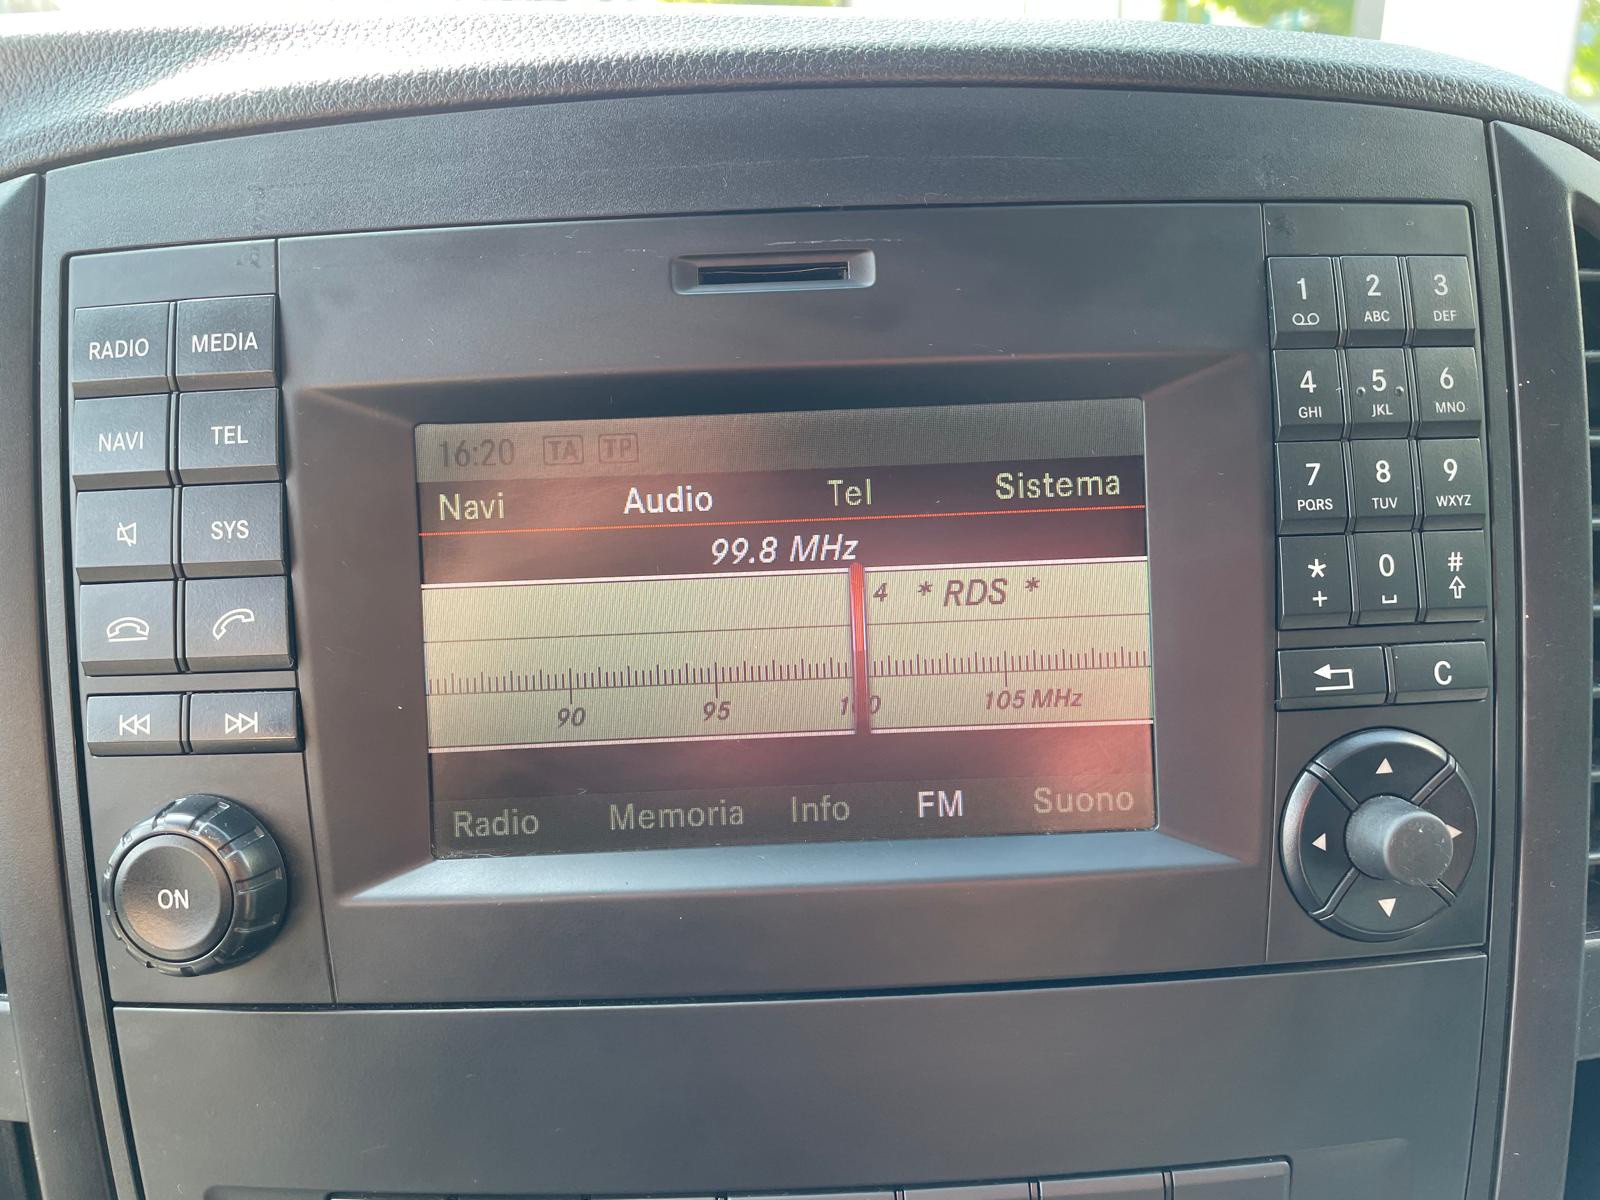 RADIO MEDIA
NAVI TEL
SYS
ON
16:20 TA TP
Navi Audio Tel Sistema
99.8 MHz
4 * RDS *
90 95 100 105 MHz
Radio Memoria Info FM Suono
1 2 ABC 3 DEF
4 GHI 5 JKL 6 MNO
7 PQRS 8 TUV 9 WXYZ
* + 0 #
C